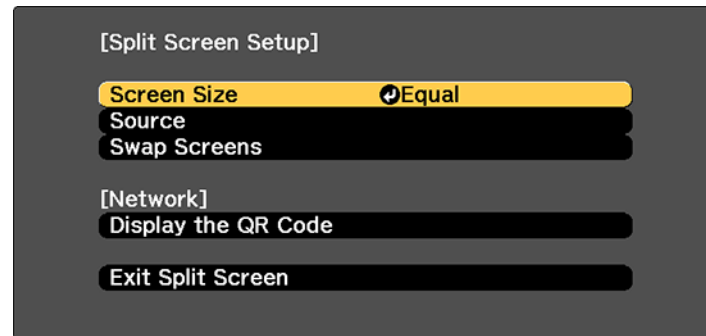 [Split Screen Setup]
Screen Size Equal
Source
Swap Screens
[Network]
Display the QR Code
Exit Split Screen